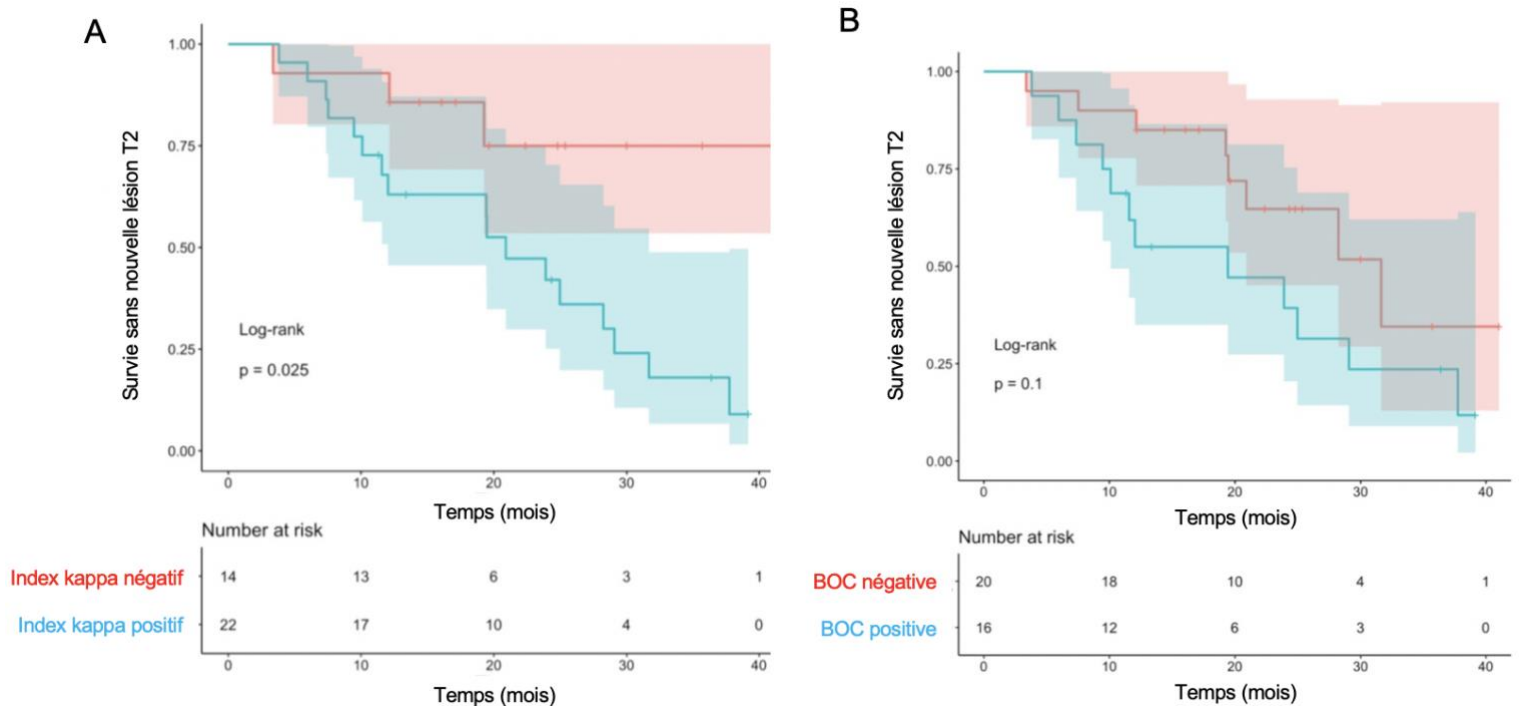 A
Survie sans nouvelle lésion T2
1.00
0.75
0.50
0.25
0.00
Log-rank
p = 0.025
0 10 20 30 40
Temps (mois)
Number at risk
Index kappa négatif 14 13 6 3 1
Index kappa positif 22 17 10 4 0
0 10 20 30 40
Temps (mois)
B
Survie sans nouvelle lésion T2
1.00
0.75
0.50
0.25
0.00
Log-rank
p = 0.1
0 10 20 30 40
Temps (mois)
Number at risk
BOC négative 20 18 10 4 1
BOC positive 16 12 6 3 0
0 10 20 30 40
Temps (mois)